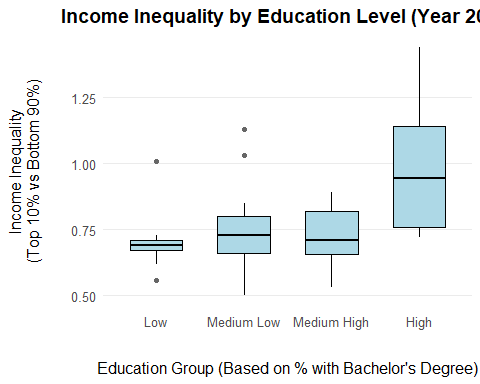 Income Inequality by Education Level (Year 20
Income Inequality
(Top 10% vs Bottom 90%)
1.25
1.00
0.75
0.50
Low
Medium Low
Medium High
High
Education Group (Based on % with Bachelor's Degree)